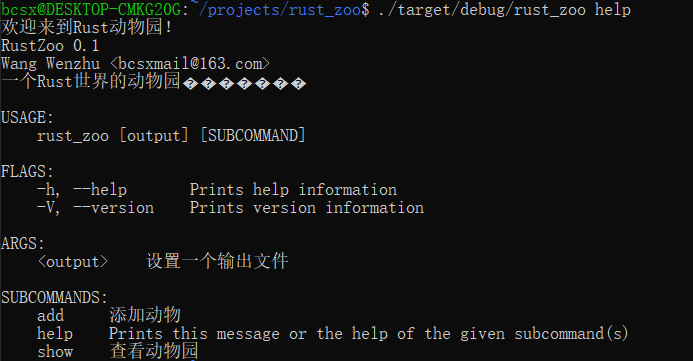 bcsx@DESKTOP-CMKG2OG:~/projects/rust_zoo$ ./target/debug/rust_zoo help
欢迎来到Rust动物园!
RustZoo 0.1
Wang Wenzhu <bcsxmail@163.com>
一个Rust世界的动物园�������
USAGE:
    rust_zoo [output] [SUBCOMMAND]
FLAGS:
    -h, --help       Prints help information
    -V, --version    Prints version information
ARGS:
    <output>    设置一个输出文件
SUBCOMMANDS:
    add     添加动物
    help    Prints this message or the help of the given subcommand(s)
    show    查看动物园